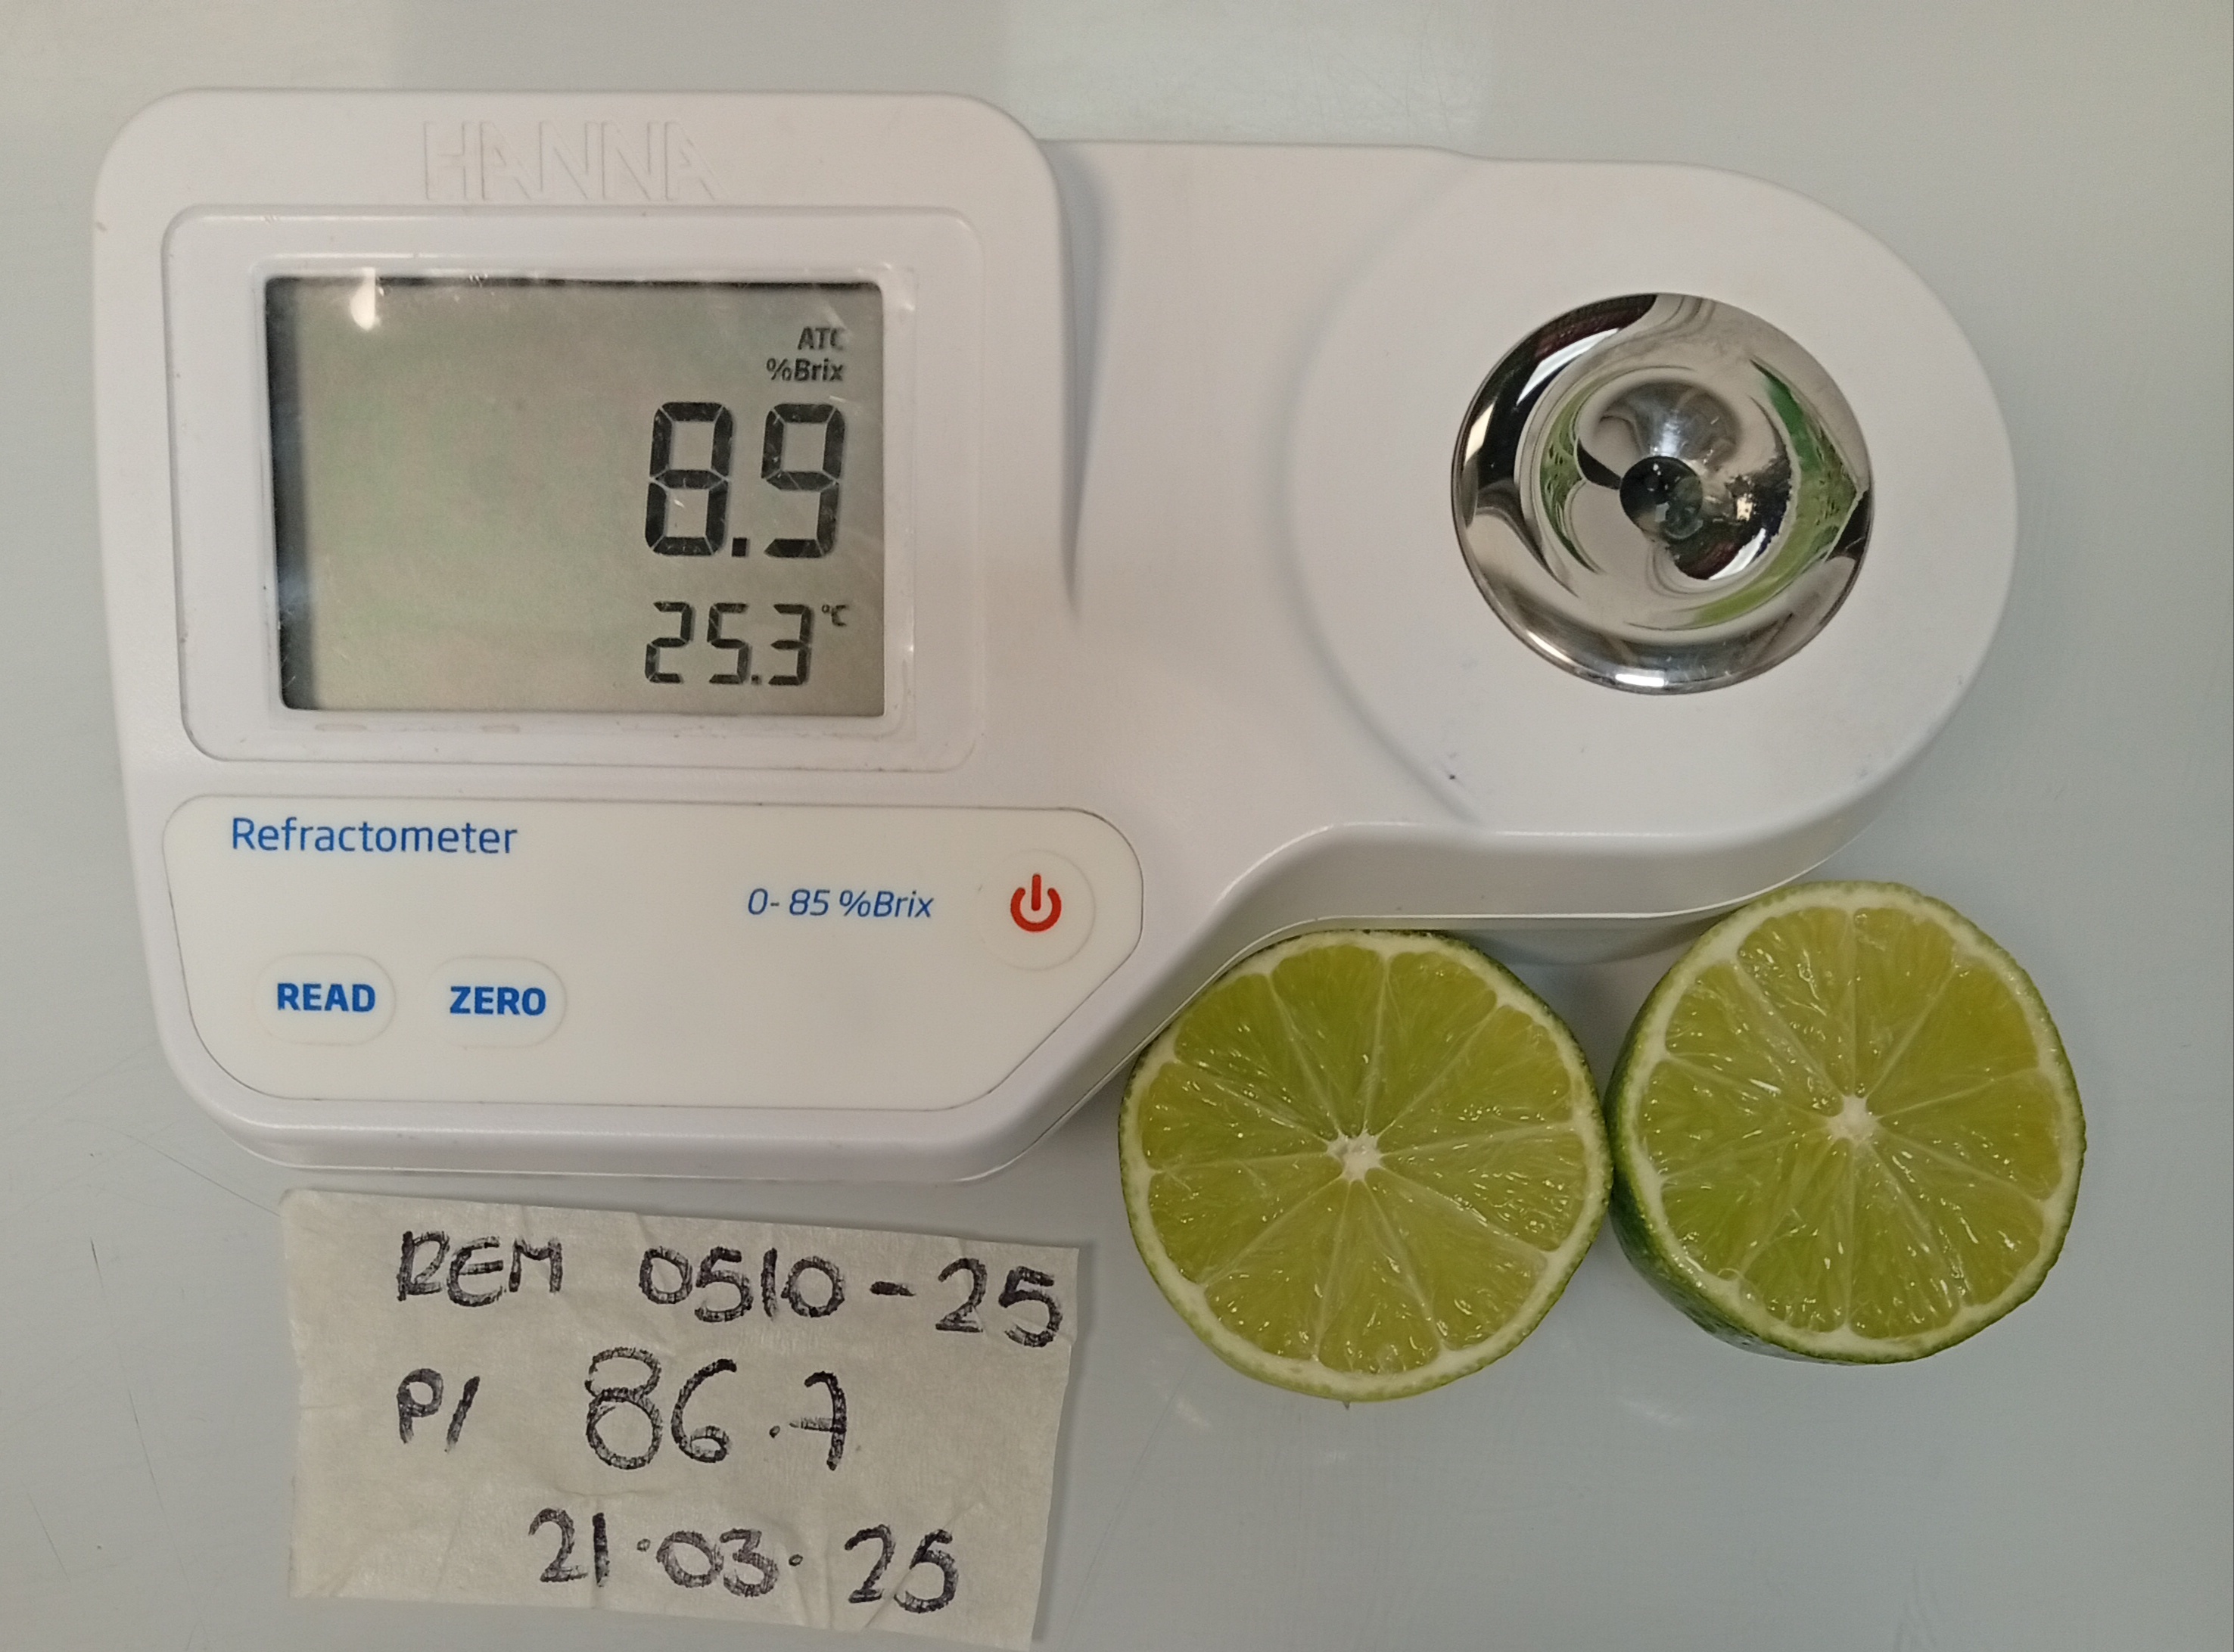 HANNA
ATC
%Brix
8.9
25.3 °C
Refractometer
0- 85 %Brix
READ ZERO
REM 0510-25
P/ 86.7
21.03.25